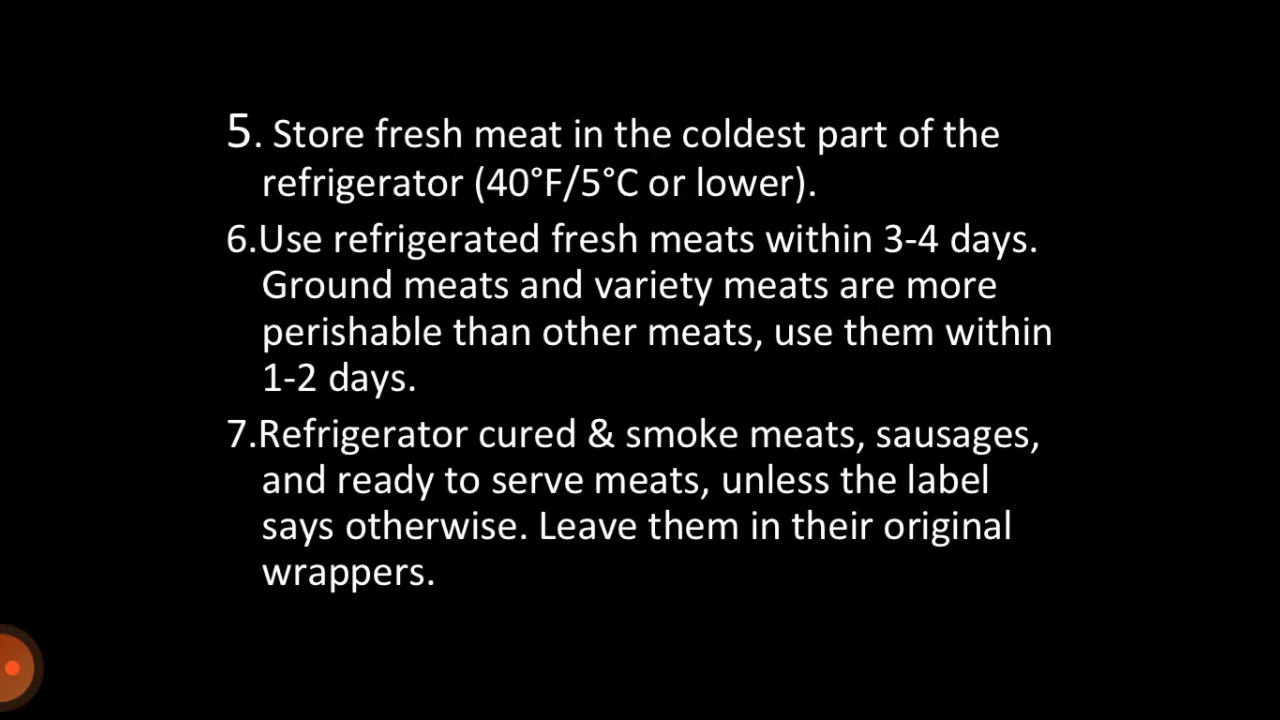 5. Store fresh meat in the coldest part of the
refrigerator (40°F/5°C or lower).
6.Use refrigerated fresh meats within 3-4 days.
Ground meats and variety meats are more
perishable than other meats, use them within
1-2 days.
7.Refrigerator cured & smoke meats, sausages,
and ready to serve meats, unless the label
says otherwise. Leave them in their original
wrappers.